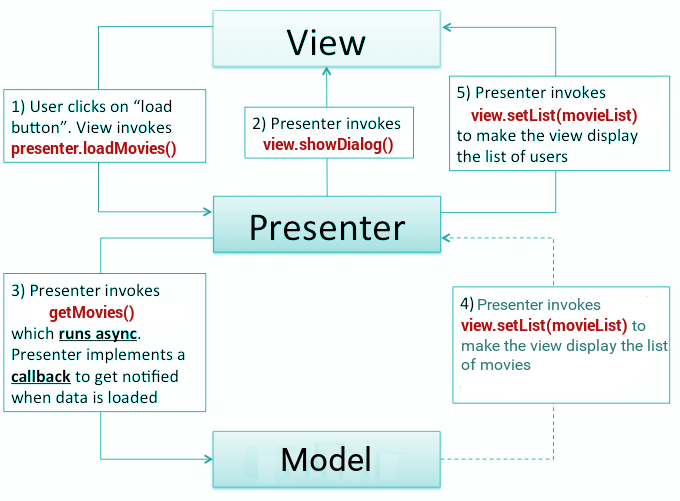 View
1) User clicks on “load
button”. View invokes
presenter.loadMovies()
2) Presenter invokes
view.showDialog()
5) Presenter invokes
view.setList(movieList)
to make the view display
the list of users
Presenter
3) Presenter invokes
getMovies()
which runs async.
Presenter implements a
callback to get notified
when data is loaded
4) Presenter invokes
view.setList(movieList) to
make the view display the list
of movies
Model